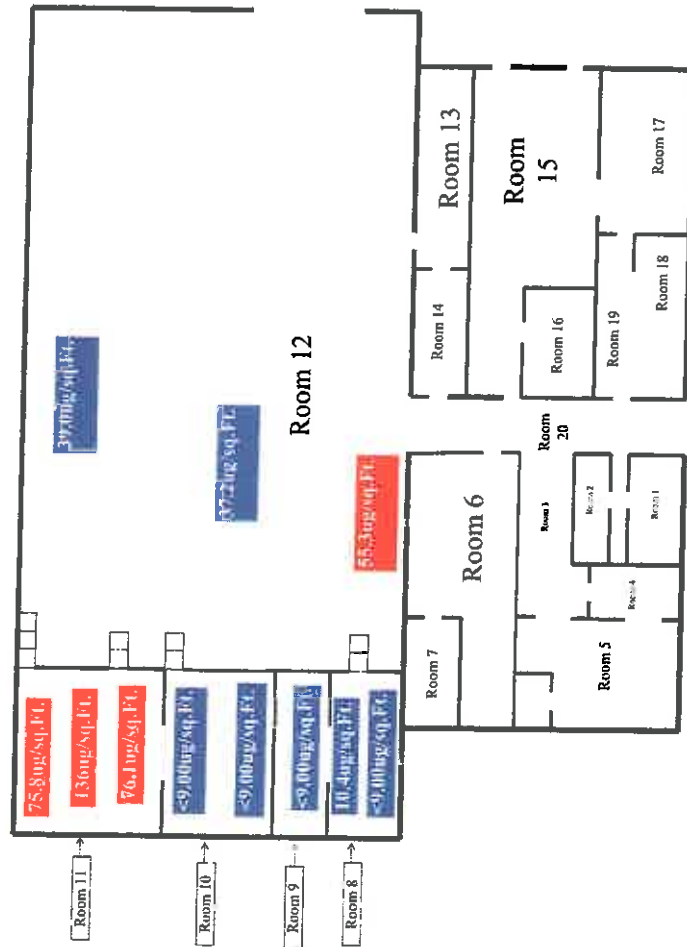 75.8ug/sq.Ft.
136ug/sq.Ft.
76.1ug/sq.Ft.
<9.00ug/sq.Ft.
<9.00ug/sq.Ft.
<9.00ug/sq.Ft.
10.4ug/sq.Ft.
<9.00ug/sq.Ft.
39.0ug/sq.Ft.
37.2ug/sq.Ft.
55.3ug/sq.Ft.
Room 11
Room 10
Room 9
Room 8
Room 12
Room 7
Room 6
Room 5
Room 4
Room 3
Room 2
Room 1
Room
20
Room 14
Room 13
Room
15
Room 16
Room 19
Room 18
Room 17